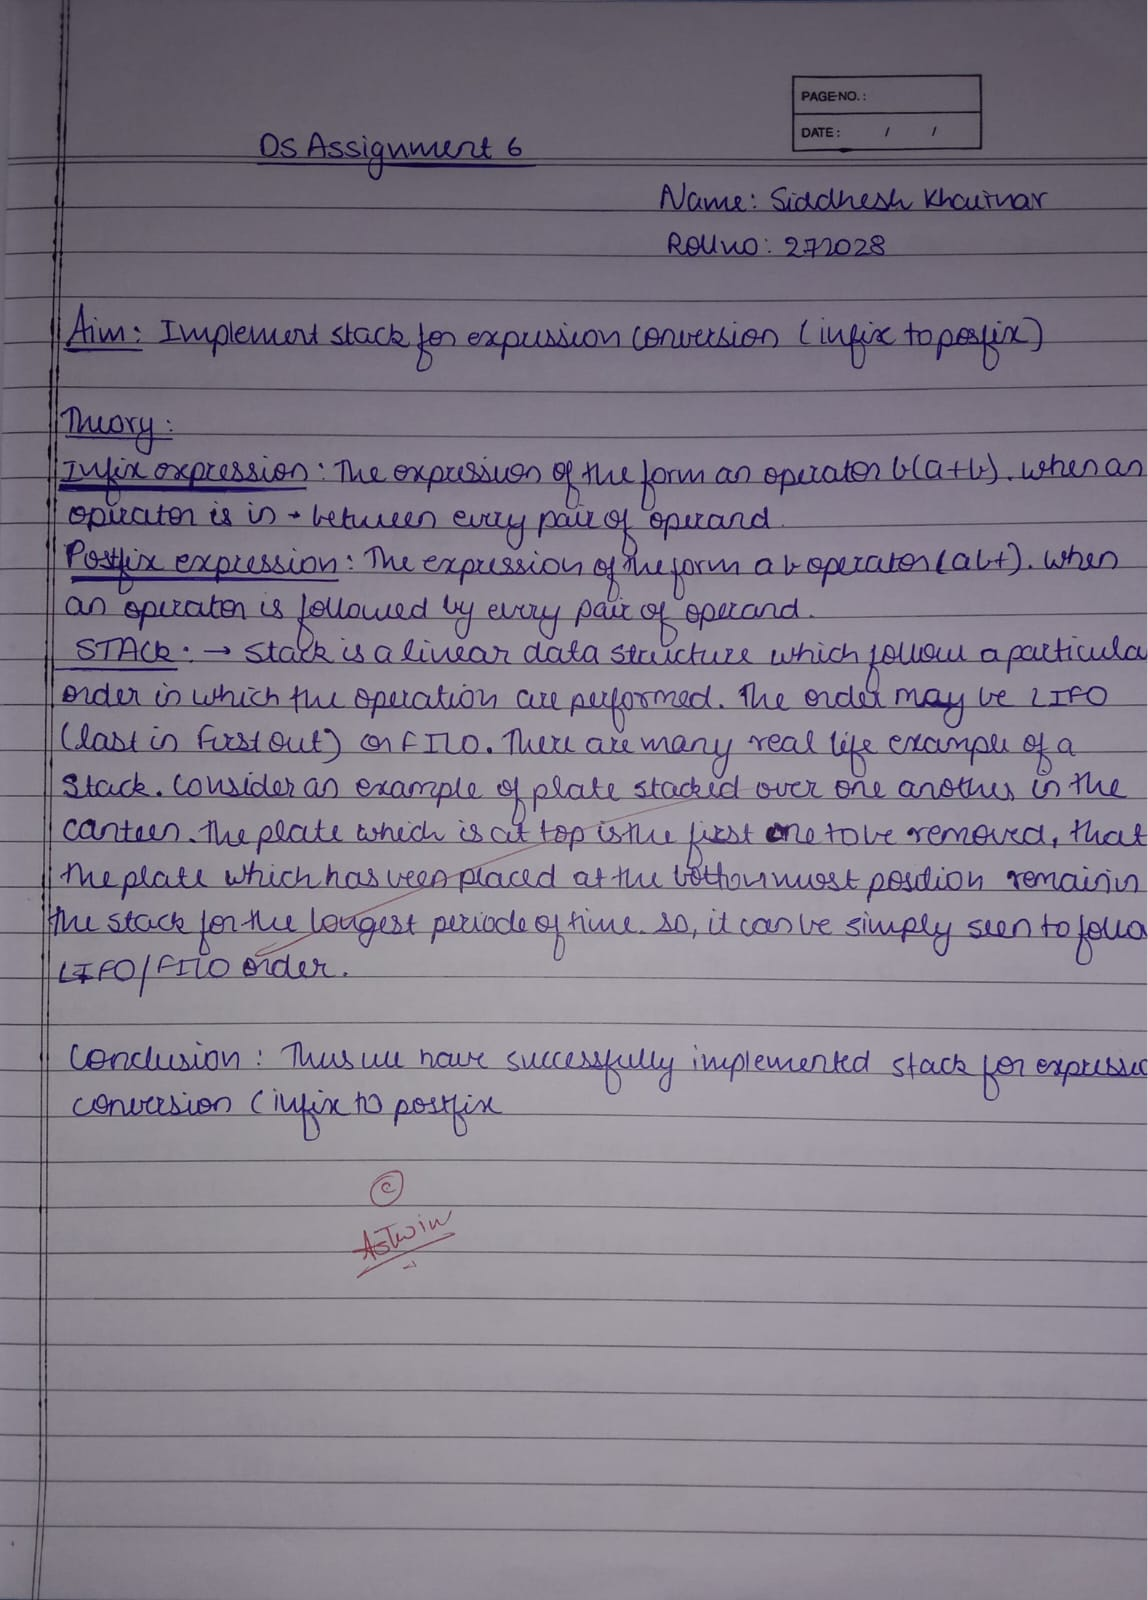 PAGE NO.:
DATE: / /
DS Assignment 6
Name: Siddhesh Khairnar
Roll no: 272028
Aim: Implement stack for expression conversion (infix to posfix)
Theory:
Infix expression: The expression of the form an operator b(a+b). when an
operator is in - between every pair of operand
Postfix expression: The expression of the form a b operator (ab+). When
an operator is followed by every pair of operand.
STACK: → Stack is a linear data structure which follow a particula
order in which the operation are performed. The order may be LIFO
(last in first out) or FILO. There are many real life example of a
stack. Consider an example of plate stacked over one another in the
canteen. The plate which is at top is the first one to be removed, that
the plate which has been placed at the bottommost position remains in
the stack for the longest periode of time. so, it can be simply seen to follo
LIFO/FILO order.
Conclusion: Thus we have successfully implemented stack for expressio
conversion (infix to postfix
C